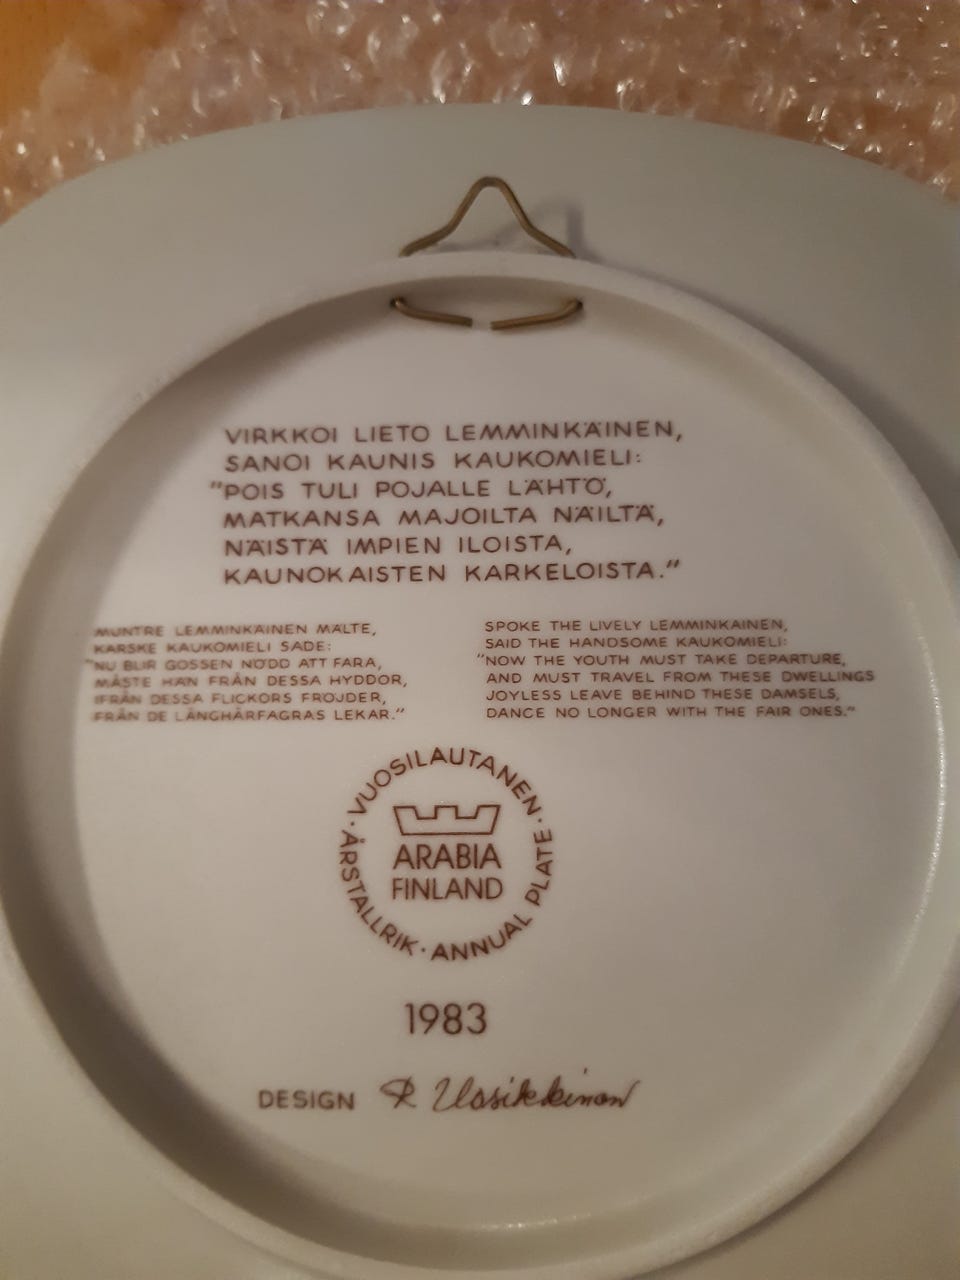 VIRKKOI LIETO LEMMINKÄINEN,
SANOI KAUNIS KAUKOMIELI:
"POIS TULI POJALLE LÄHTÖ,
MATKANSA MAJOILTA NÄILTÄ,
NÄISTÄ IMPIEN ILOISTA,
KAUNOKAISTEN KARKELOISTA."
MUNTRE LEMMINKÄINEN MÄLTE,
KARSKE KAUKOMIELI SADE:
"NU BLIR GOSSEN NÖDD ATT FARA,
MÅSTE HÄN FRÅN DESSA HYDDOR,
IFRÅN DESSA FLICKORS FRÖJDER,
FRÅN DE LÅNGHÅRFAGRAS LEKAR."
SPOKE THE LIVELY LEMMINKAINEN,
SAID THE HANDSOME KAUKOMIELI:
"NOW THE YOUTH MUST TAKE DEPARTURE,
AND MUST TRAVEL FROM THESE DWELLINGS
JOYLESS LEAVE BEHIND THESE DAMSELS,
DANCE NO LONGER WITH THE FAIR ONES."
· VUOSILAUTANEN · ANNUAL PLATE · ÅRSTALLRIK
ARABIA
FINLAND
1983
DESIGN R Uosikkinen